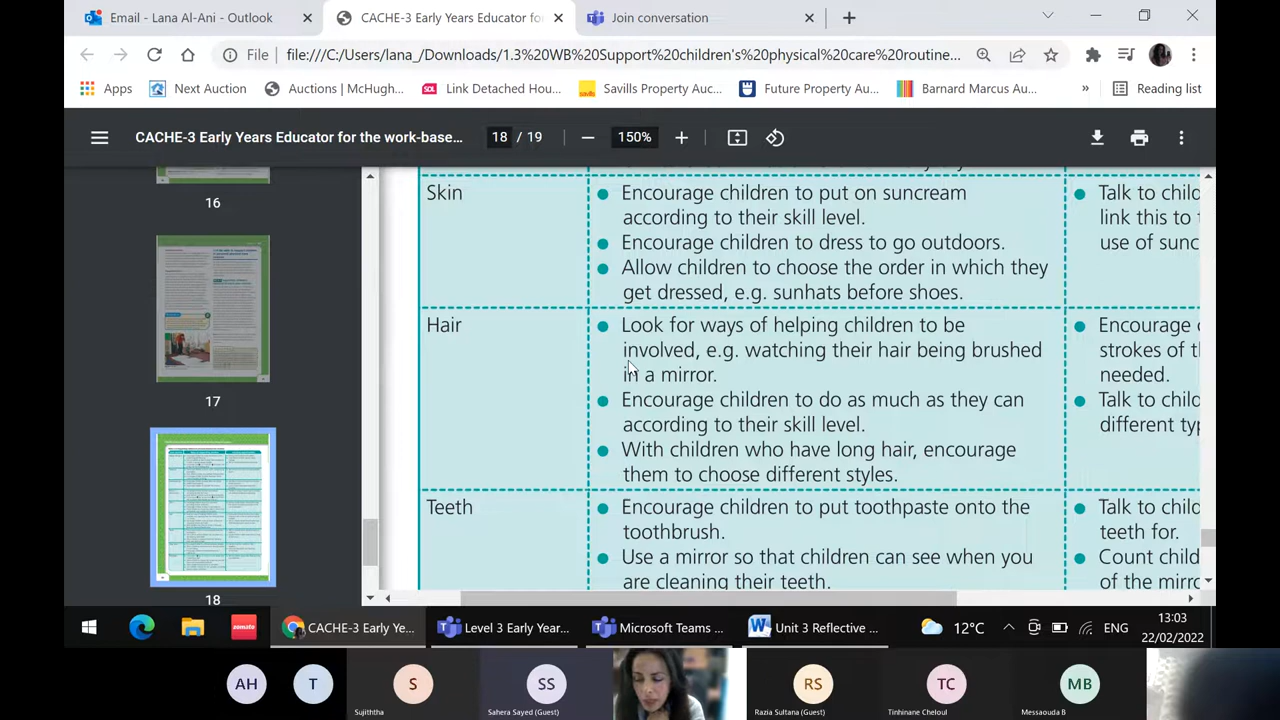 Email - Lana Al-Ani - Outlook
CACHE-3 Early Years Educator for
Join conversation
File
file:///C:/Users/lana_/Downloads/1.3%20WB%20Support%20children's%20physical%20care%20routine...
Apps
Next Auction
Auctions | McHugh...
SDL
Link Detached Hou...
savills
Savills Property Auc...
Future Property Au...
Barnard Marcus Au...
»
Reading list
CACHE-3 Early Years Educator for the work-base...
18 / 19
150%
16
17
18
Skin
Encourage children to put on suncream
according to their skill level.
Encourage children to dress to go outdoors.
Allow children to choose the order in which they
get dressed, e.g. sunhats before shoes.
Talk to chil
link this to
use of sunc
Hair
Look for ways of helping children to be
involved, e.g. watching their hair being brushed
in a mirror.
Encourage children to do as much as they can
according to their skill level.
With children who have long hair, encourage
them to choose different styles.
Encourage
strokes of
needed.
Talk to chil
different ty
Teeth
Encourage children to put toothpaste onto the
toothbrush.
Use a mirror so that children can see when you
are cleaning their teeth.
Talk to chil
teeth for.
Count chil
of the mirr
zomato
CACHE-3 Early Ye...
Level 3 Early Year...
Microsoft Teams ...
Unit 3 Reflective ...
12°C
ENG
13:03
22/02/2022
AH
T
S
Sujiththa
SS
Sahera Sayed (Guest)
RS
Razia Sultana (Guest)
TC
Tinhinane Cheloul
MB
Messaouda B